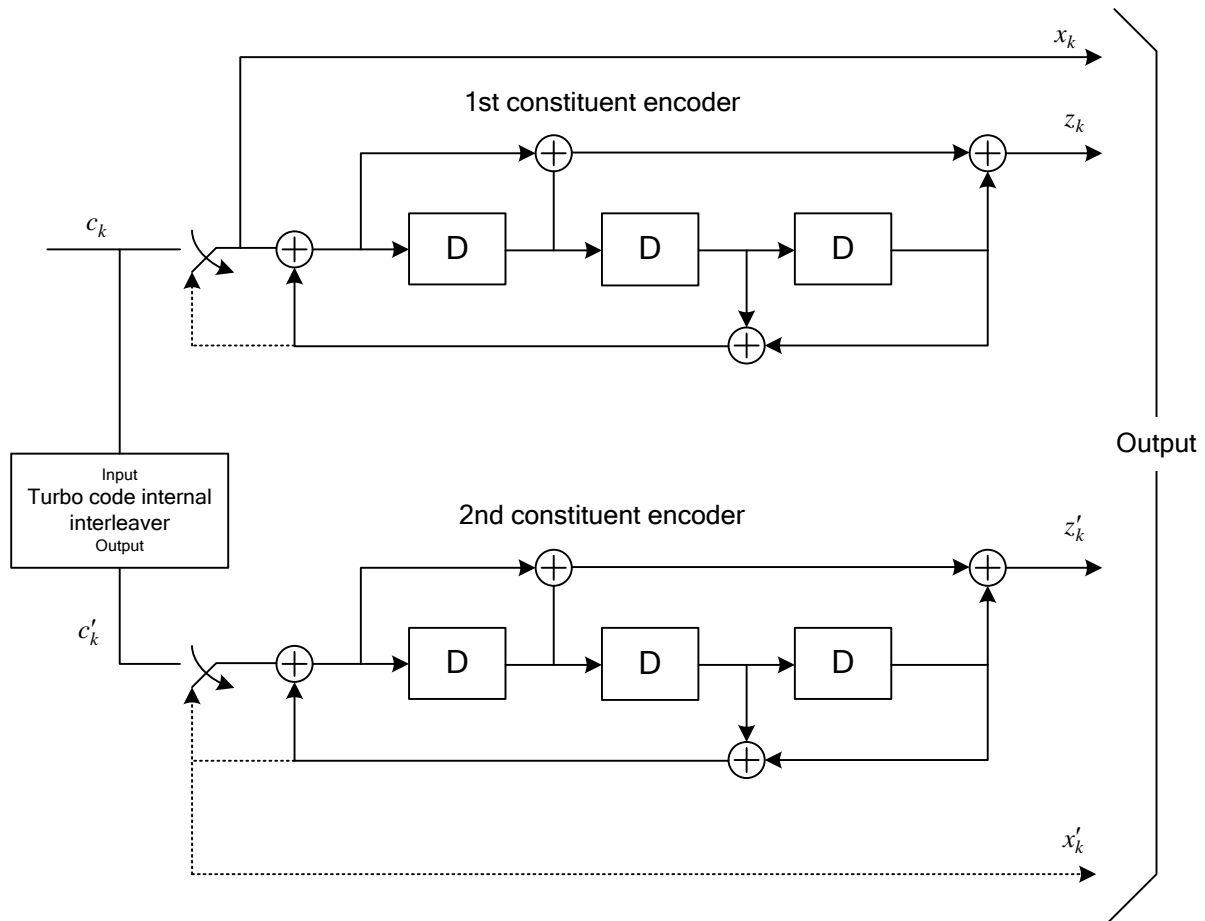 x_k
1st constituent encoder
z_k
c_k
D D D
Output
Input
Turbo code internal
interleaver
Output
2nd constituent encoder
z′_k
c′_k
D D D
x′_k